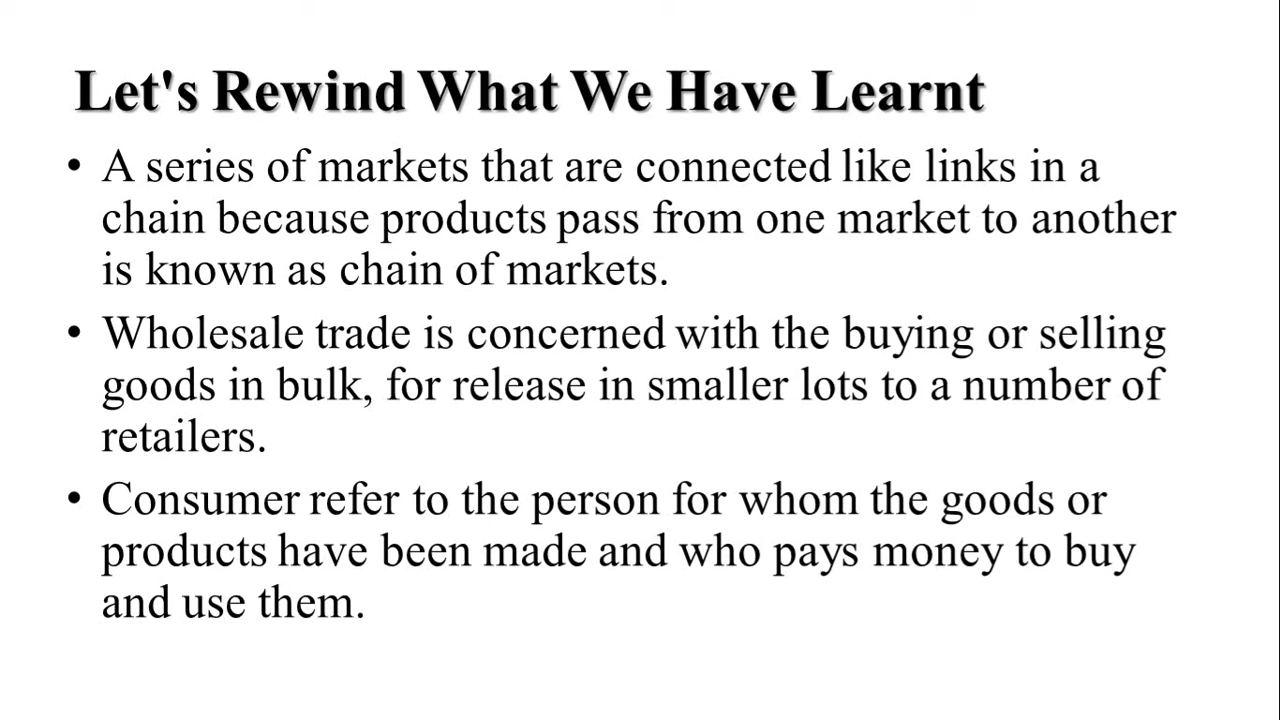 Let's Rewind What We Have Learnt
• A series of markets that are connected like links in a
chain because products pass from one market to another
is known as chain of markets.
• Wholesale trade is concerned with the buying or selling
goods in bulk, for release in smaller lots to a number of
retailers.
• Consumer refer to the person for whom the goods or
products have been made and who pays money to buy
and use them.